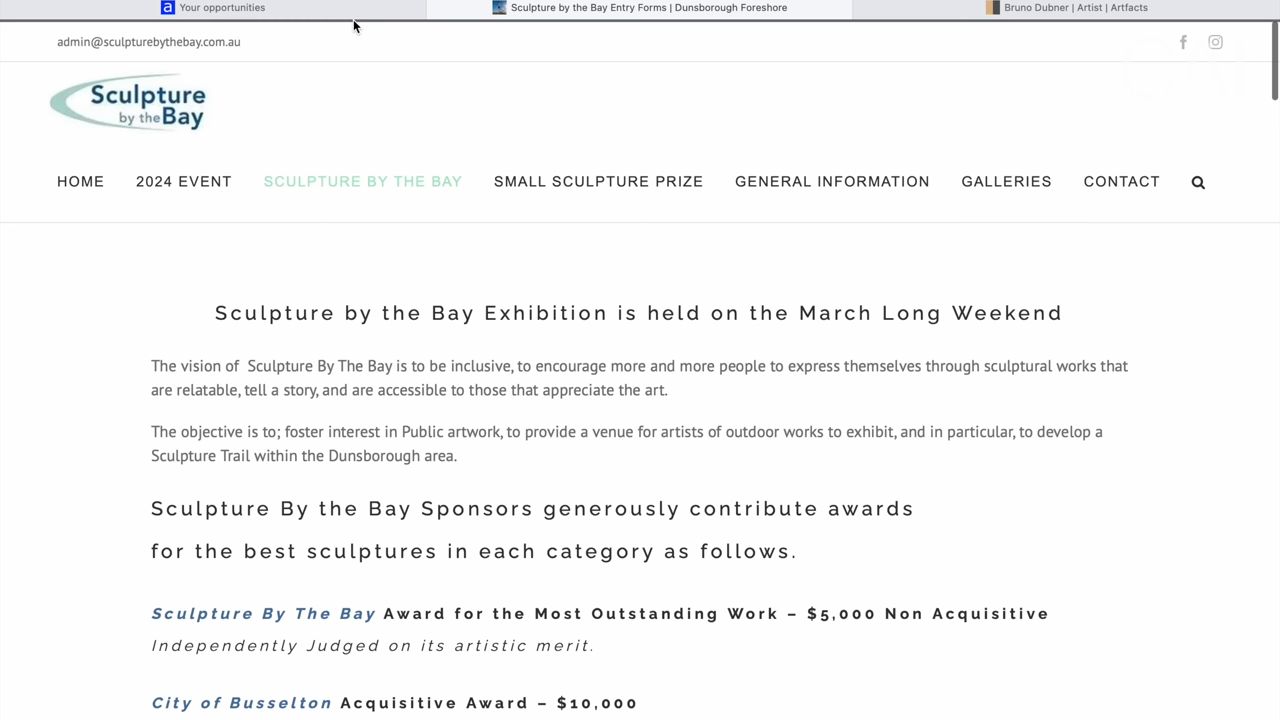 Your opportunities
Sculpture by the Bay Entry Forms | Dunsborough Foreshore
Bruno Dubner | Artist | Artfacts
admin@sculpturebythebay.com.au
Sculpture
by the Bay
HOME 2024 EVENT SCULPTURE BY THE BAY SMALL SCULPTURE PRIZE GENERAL INFORMATION GALLERIES CONTACT
Sculpture by the Bay Exhibition is held on the March Long Weekend
The vision of Sculpture By The Bay is to be inclusive, to encourage more and more people to express themselves through sculptural works that
are relatable, tell a story, and are accessible to those that appreciate the art.
The objective is to; foster interest in Public artwork, to provide a venue for artists of outdoor works to exhibit, and in particular, to develop a
Sculpture Trail within the Dunsborough area.
Sculpture By the Bay Sponsors generously contribute awards
for the best sculptures in each category as follows.
Sculpture By The Bay Award for the Most Outstanding Work – $5,000 Non Acquisitive
Independently Judged on its artistic merit.
City of Busselton Acquisitive Award – $10,000